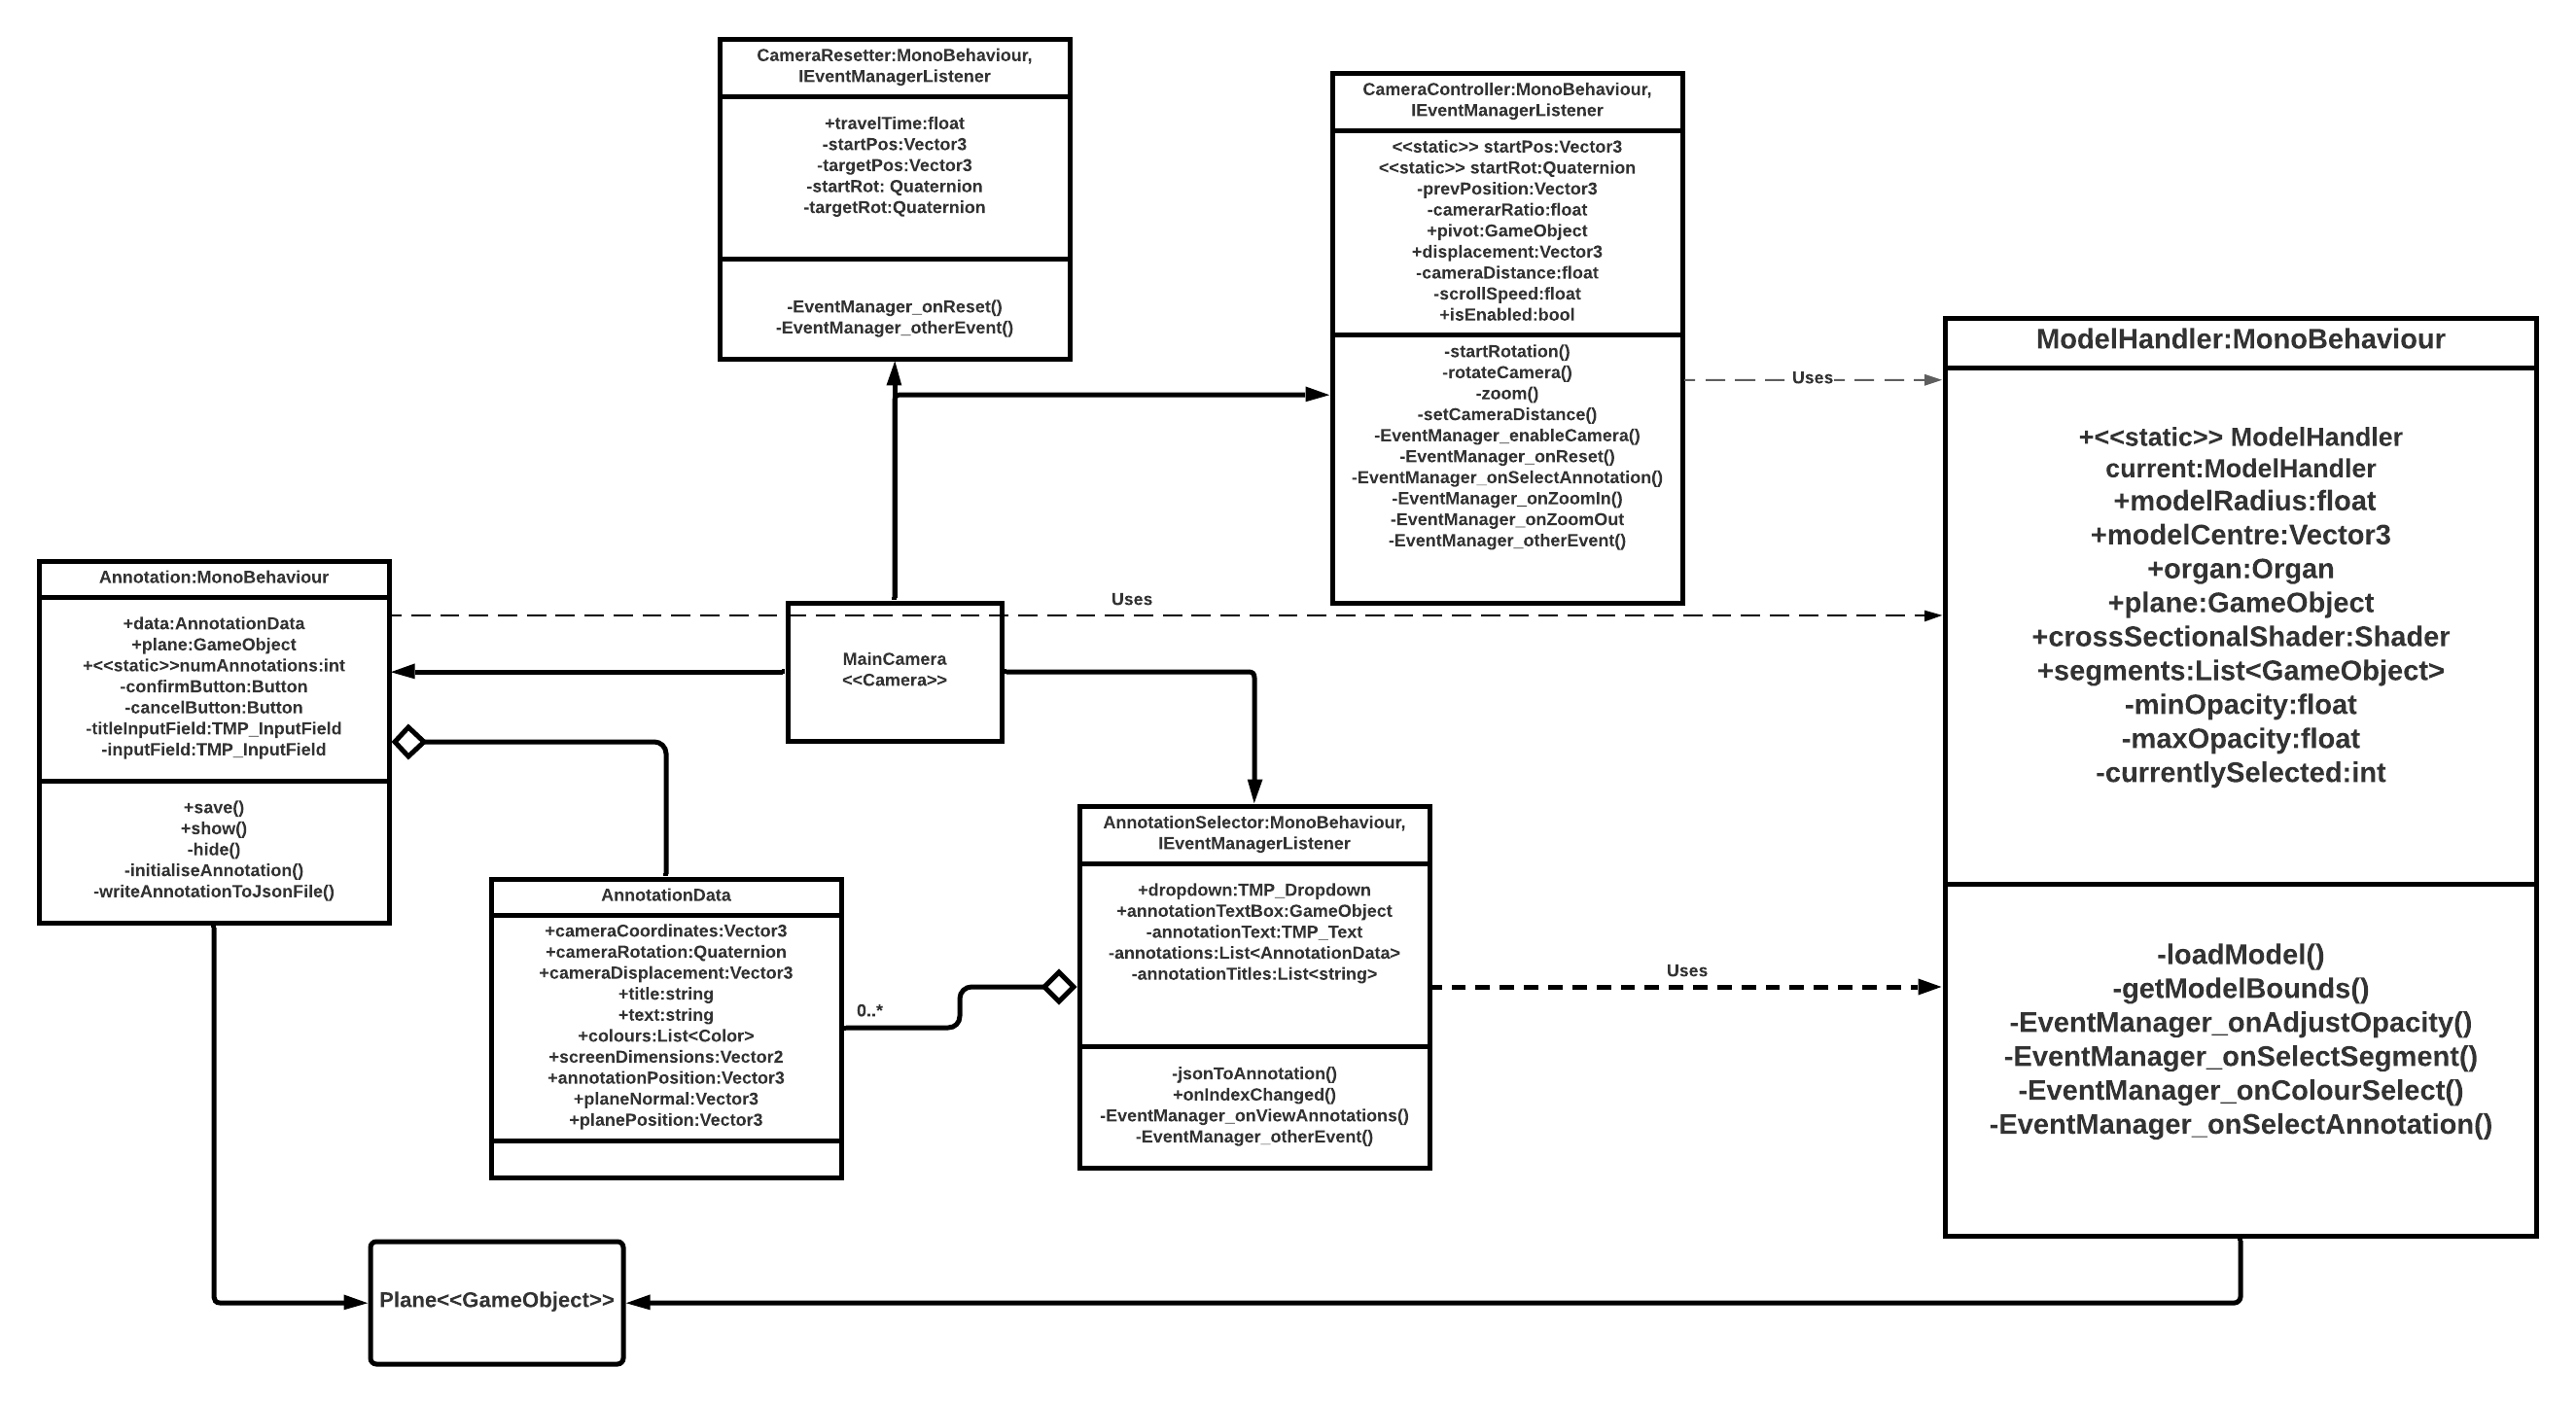 CameraResetter:MonoBehaviour,
IEventManagerListener
+travelTime:float
-startPos:Vector3
-targetPos:Vector3
-startRot: Quaternion
-targetRot:Quaternion
-EventManager_onReset()
-EventManager_otherEvent()
CameraController:MonoBehaviour,
IEventManagerListener
<<static>> startPos:Vector3
<<static>> startRot:Quaternion
-prevPosition:Vector3
-camerarRatio:float
+pivot:GameObject
+displacement:Vector3
-cameraDistance:float
-scrollSpeed:float
+isEnabled:bool
-startRotation()
-rotateCamera()
-zoom()
-setCameraDistance()
-EventManager_enableCamera()
-EventManager_onReset()
-EventManager_onSelectAnnotation()
-EventManager_onZoomIn()
-EventManager_onZoomOut
-EventManager_otherEvent()
Uses
ModelHandler:MonoBehaviour
+<<static>> ModelHandler
current:ModelHandler
+modelRadius:float
+modelCentre:Vector3
+organ:Organ
+plane:GameObject
+crossSectionalShader:Shader
+segments:List<GameObject>
-minOpacity:float
-maxOpacity:float
-currentlySelected:int
-loadModel()
-getModelBounds()
-EventManager_onAdjustOpacity()
-EventManager_onSelectSegment()
-EventManager_onColourSelect()
-EventManager_onSelectAnnotation()
Annotation:MonoBehaviour
+data:AnnotationData
+plane:GameObject
+<<static>>numAnnotations:int
-confirmButton:Button
-cancelButton:Button
-titleInputField:TMP_InputField
-inputField:TMP_InputField
+save()
+show()
-hide()
-initialiseAnnotation()
-writeAnnotationToJsonFile()
Uses
MainCamera
<<Camera>>
AnnotationData
+cameraCoordinates:Vector3
+cameraRotation:Quaternion
+cameraDisplacement:Vector3
+title:string
+text:string
+colours:List<Color>
+screenDimensions:Vector2
+annotationPosition:Vector3
+planeNormal:Vector3
+planePosition:Vector3
0..*
AnnotationSelector:MonoBehaviour,
IEventManagerListener
+dropdown:TMP_Dropdown
+annotationTextBox:GameObject
-annotationText:TMP_Text
-annotations:List<AnnotationData>
-annotationTitles:List<string>
-jsonToAnnotation()
+onIndexChanged()
-EventManager_onViewAnnotations()
-EventManager_otherEvent()
Uses
Plane<<GameObject>>